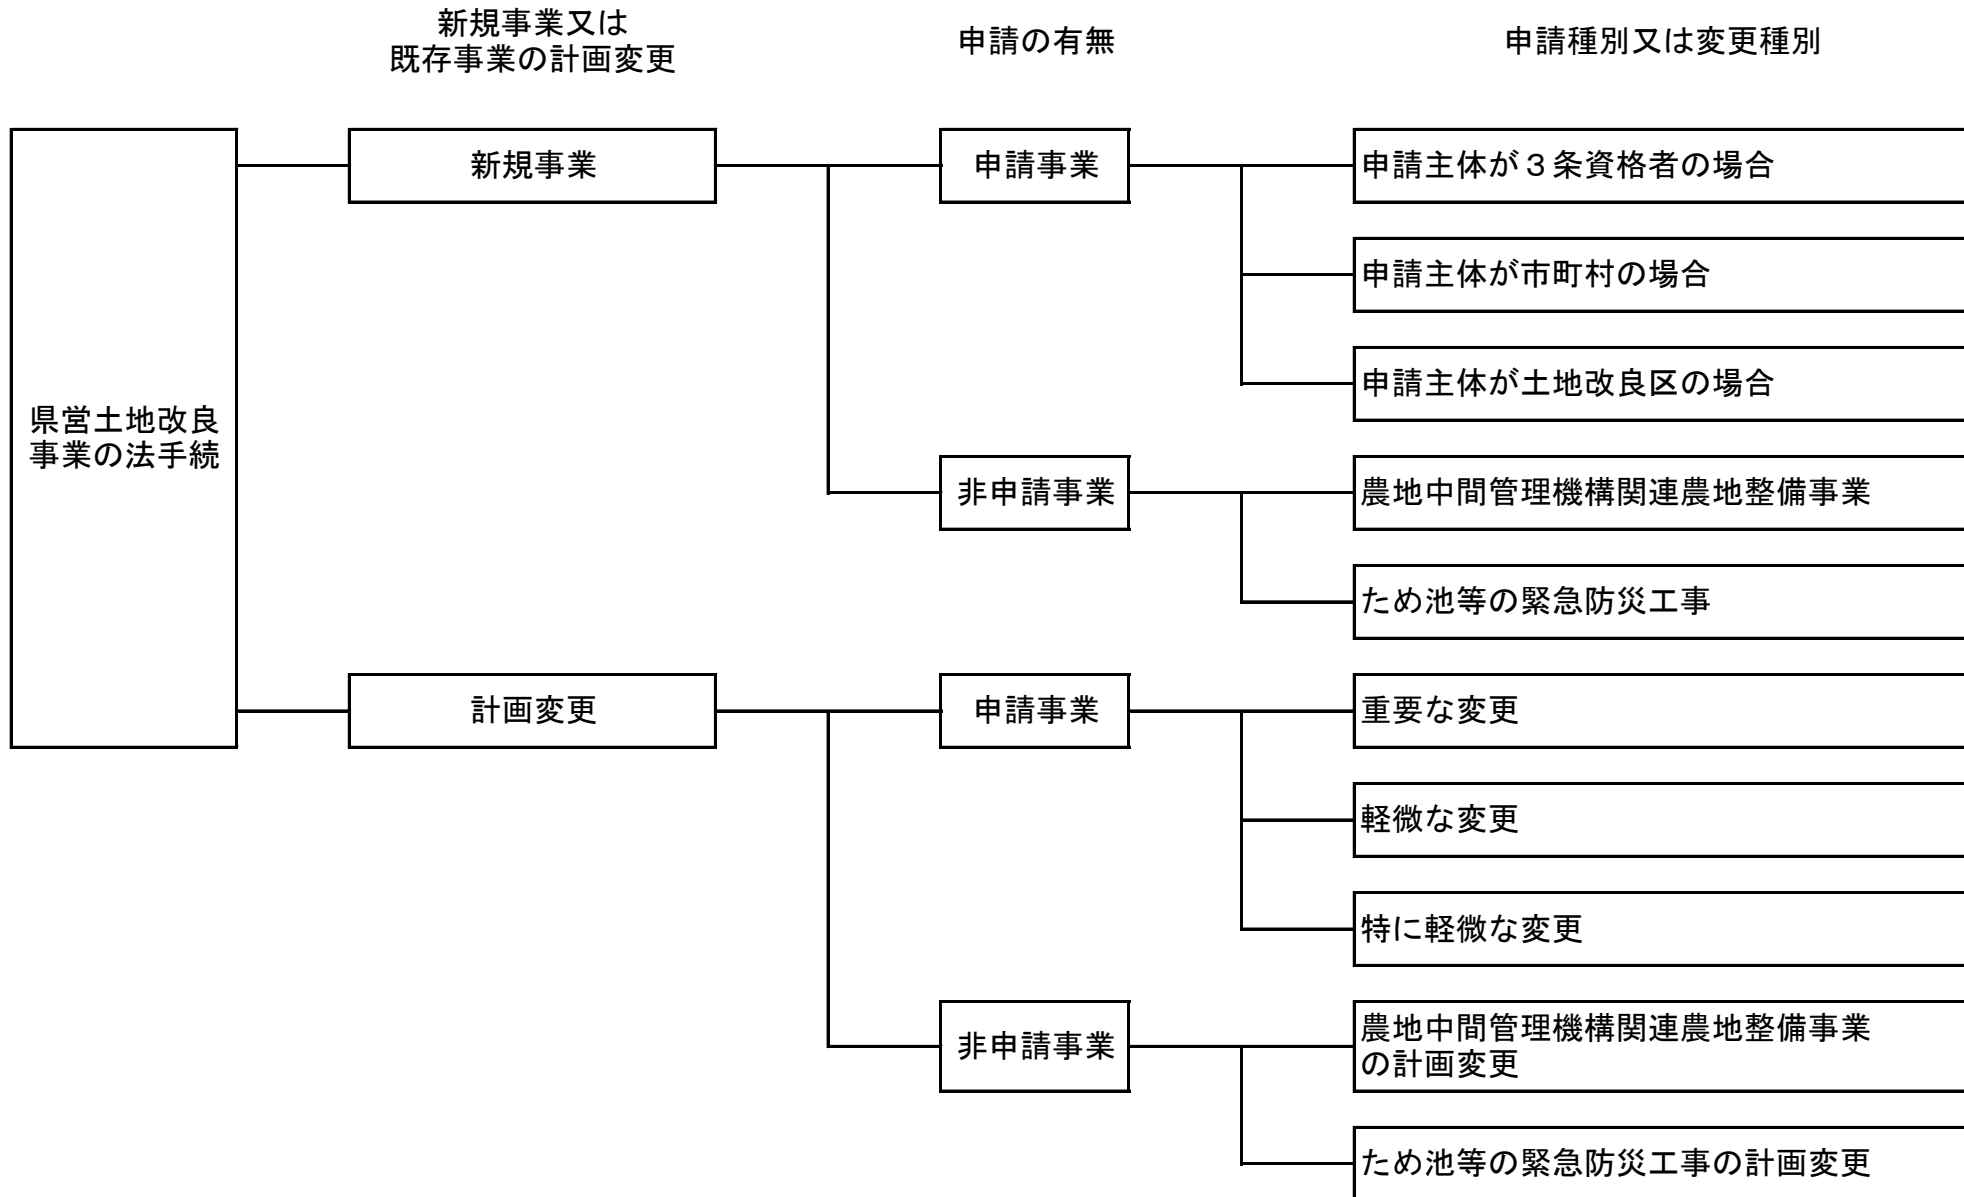 新規事業又は
既存事業の計画変更
申請の有無
申請種別又は変更種別
県営土地改良
事業の法手続
新規事業
申請事業
申請主体が３条資格者の場合
申請主体が市町村の場合
申請主体が土地改良区の場合
非申請事業
農地中間管理機構関連農地整備事業
ため池等の緊急防災工事
計画変更
申請事業
重要な変更
軽微な変更
特に軽微な変更
非申請事業
農地中間管理機構関連農地整備事業
の計画変更
ため池等の緊急防災工事の計画変更